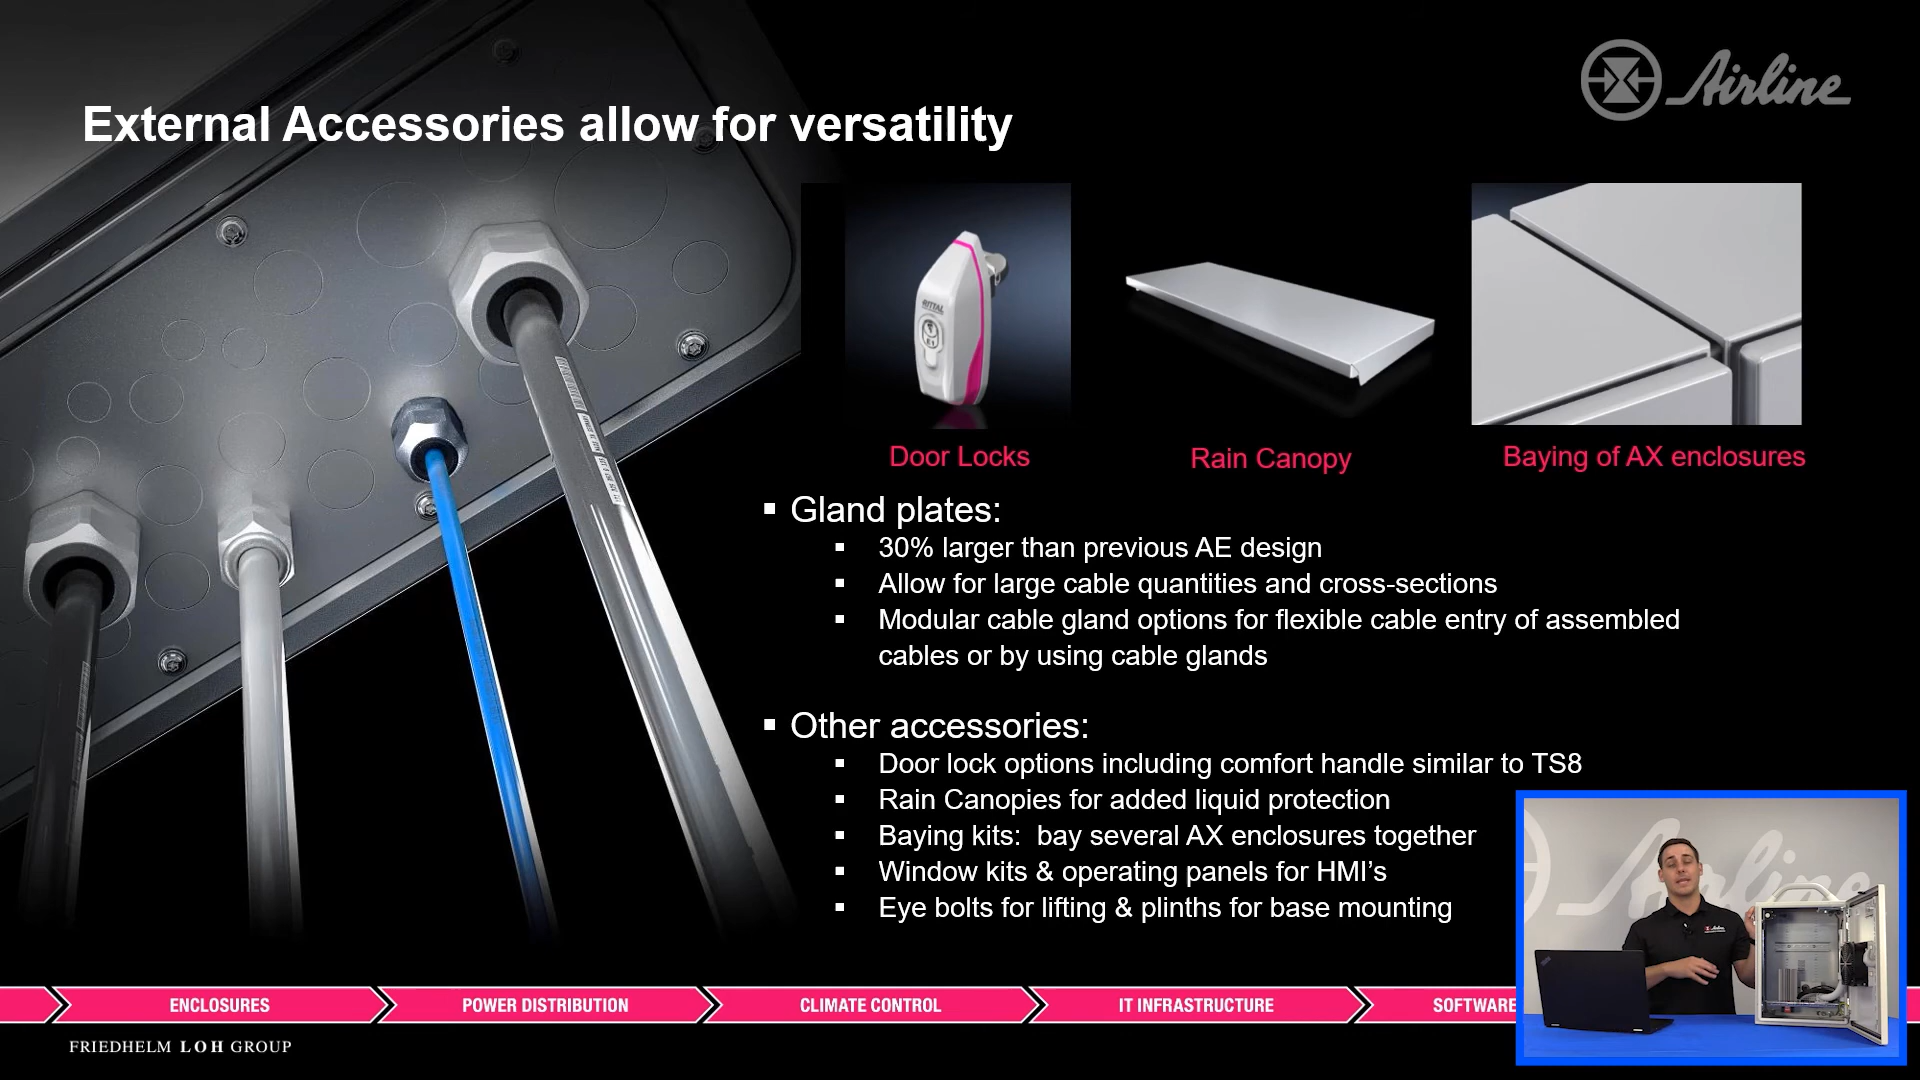 Airline
External Accessories allow for versatility
RITTAL
Door Locks
Rain Canopy
Baying of AX enclosures
▪ Gland plates:
▪ 30% larger than previous AE design
▪ Allow for large cable quantities and cross-sections
▪ Modular cable gland options for flexible cable entry of assembled
cables or by using cable glands
▪ Other accessories:
▪ Door lock options including comfort handle similar to TS8
▪ Rain Canopies for added liquid protection
▪ Baying kits:  bay several AX enclosures together
▪ Window kits & operating panels for HMI’s
▪ Eye bolts for lifting & plinths for base mounting
Airline
Airline
ENCLOSURES
POWER DISTRIBUTION
CLIMATE CONTROL
IT INFRASTRUCTURE
SOFTWARE
FRIEDHELM LOH GROUP